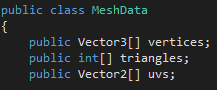 public class MeshData
{
public Vector3[] vertices;
public int[] triangles;
public Vector2[] uvs;